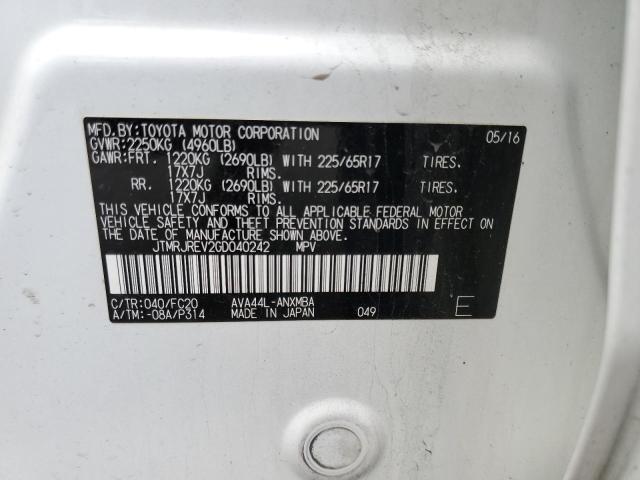 MFD.BY:TOYOTA MOTOR CORPORATION 05/16
GVWR:2250KG (4960LB)
GAWR:FRT. 1220KG (2690LB) WITH 225/65R17 TIRES.
17X7J RIMS.
RR. 1220KG (2690LB) WITH 225/65R17 TIRES.
17X7J RIMS.
THIS VEHICLE CONFORMS TO ALL APPLICABLE FEDERAL MOTOR
VEHICLE SAFETY AND THEFT PREVENTION STANDARDS IN EFFECT ON
THE DATE OF MANUFACTURE SHOWN ABOVE.
JTMRJREV2GD040242 MPV
C/TR:040/FC20 AVA44L-ANXMBA
A/TM:-08A/P314 MADE IN JAPAN 049 E